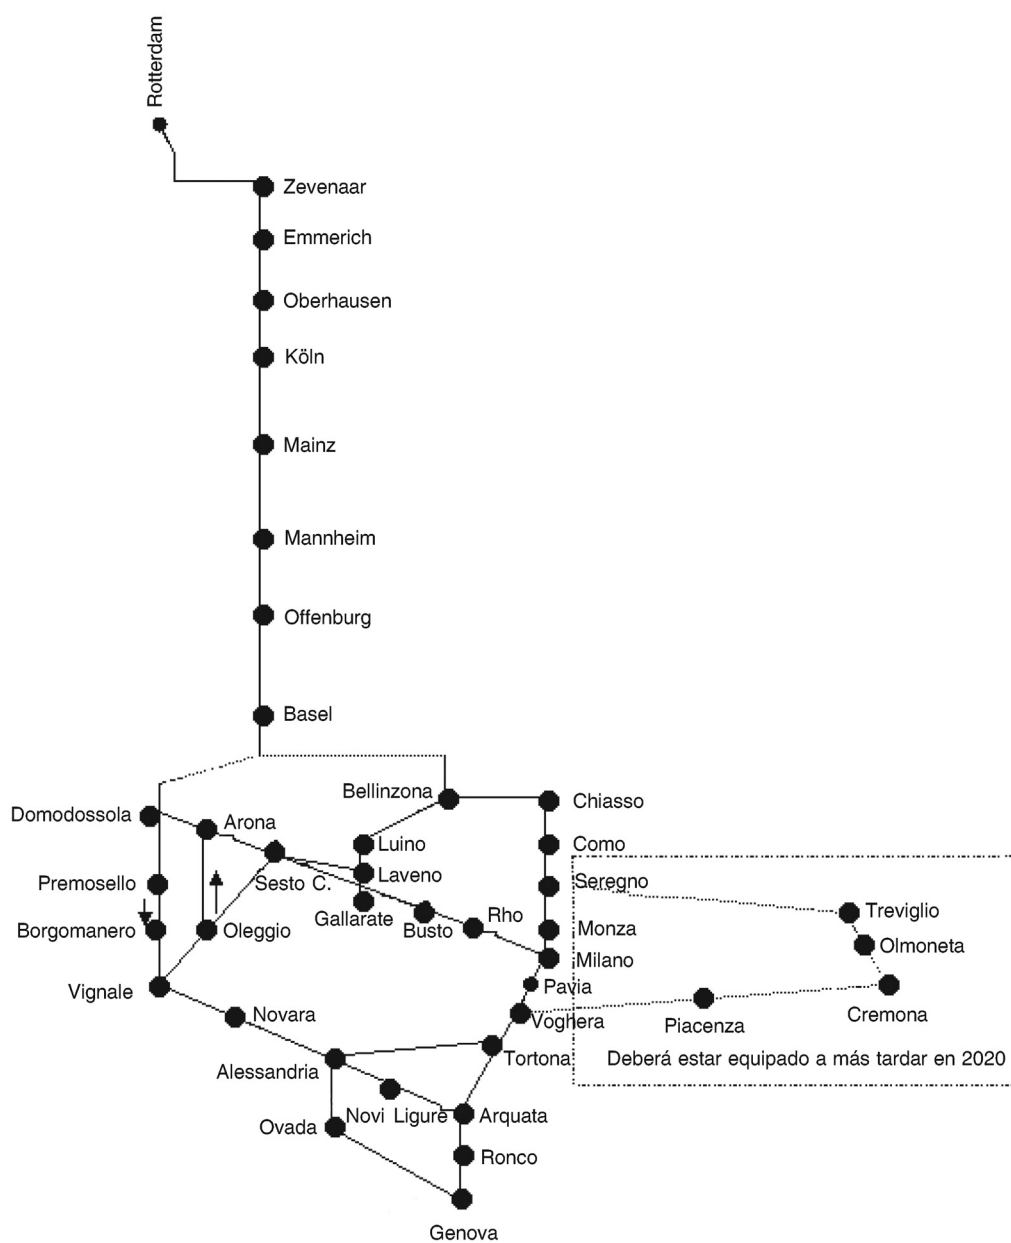 Rotterdam
Zevenaar
Emmerich
Oberhausen
Köln
Mainz
Mannheim
Offenburg
Basel
Bellinzona
Chiasso
Domodossola
Arona
Luino
Como
Sesto C.
Laveno
Seregno
Premosello
Gallarate
Busto
Rho
Treviglio
Borgomanero
Oleggio
Monza
Olmoneta
Milano
Vignale
Pavia
Novara
Voghera
Piacenza
Cremona
Alessandria
Tortona
Deberá estar equipado a más tardar en 2020
Ovada
Novi Ligure
Arquata
Ronco
Genova